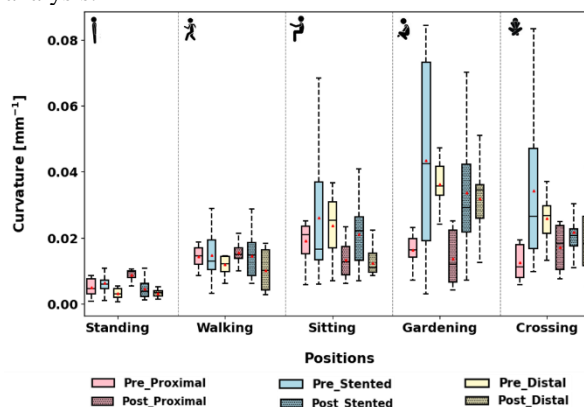 0.08
0.06
0.04
0.02
0.00
Curvature [mm⁻¹]
Standing Walking Sitting Gardening Crossing
Positions
Pre_Proximal Pre_Stented Pre_Distal
Post_Proximal Post_Stented Post_Distal